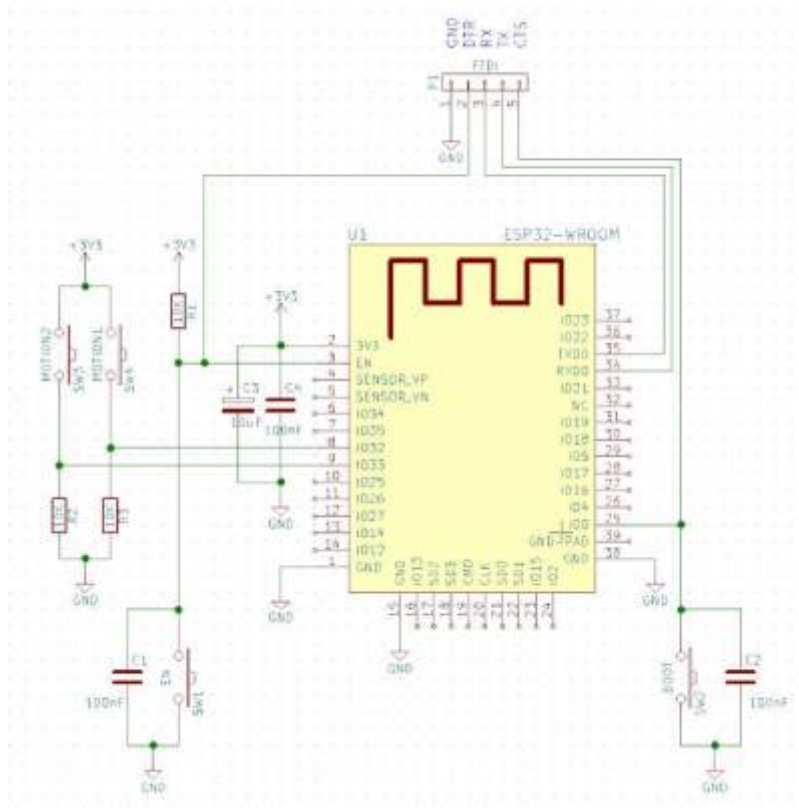 GND
DTR
RX
TX
CTS
FTDI
P1
1
2
3
4
5
GND
U1
ESP32-WROOM
+3V3
+3V3
+3V3
10K
R1
MOTION2
SW3
MOTION1
SW4
C3
10uF
C4
100nF
GND
2 3V3
3 EN
4 SENSOR_VP
5 SENSOR_VN
6 IO34
7 IO35
8 IO32
9 IO33
10 IO25
11 IO26
12 IO27
13 IO14
14 IO12
1 GND
IO23 37
IO22 36
TXD0 35
RXD0 34
IO21 33
NC 32
IO19 31
IO18 30
IO5 29
IO17 28
IO16 27
IO4 26
IO0 25
GND-PAD 39
GND 38
GND 15
IO13 16
SD2 17
SD3 18
CMD 19
CLK 20
SD0 21
SD1 22
IO15 23
IO2 24
10K
R2
10K
R3
GND
GND
GND
GND
C1
100nF
EN
SW1
GND
BOOT
SW2
C2
100nF
GND